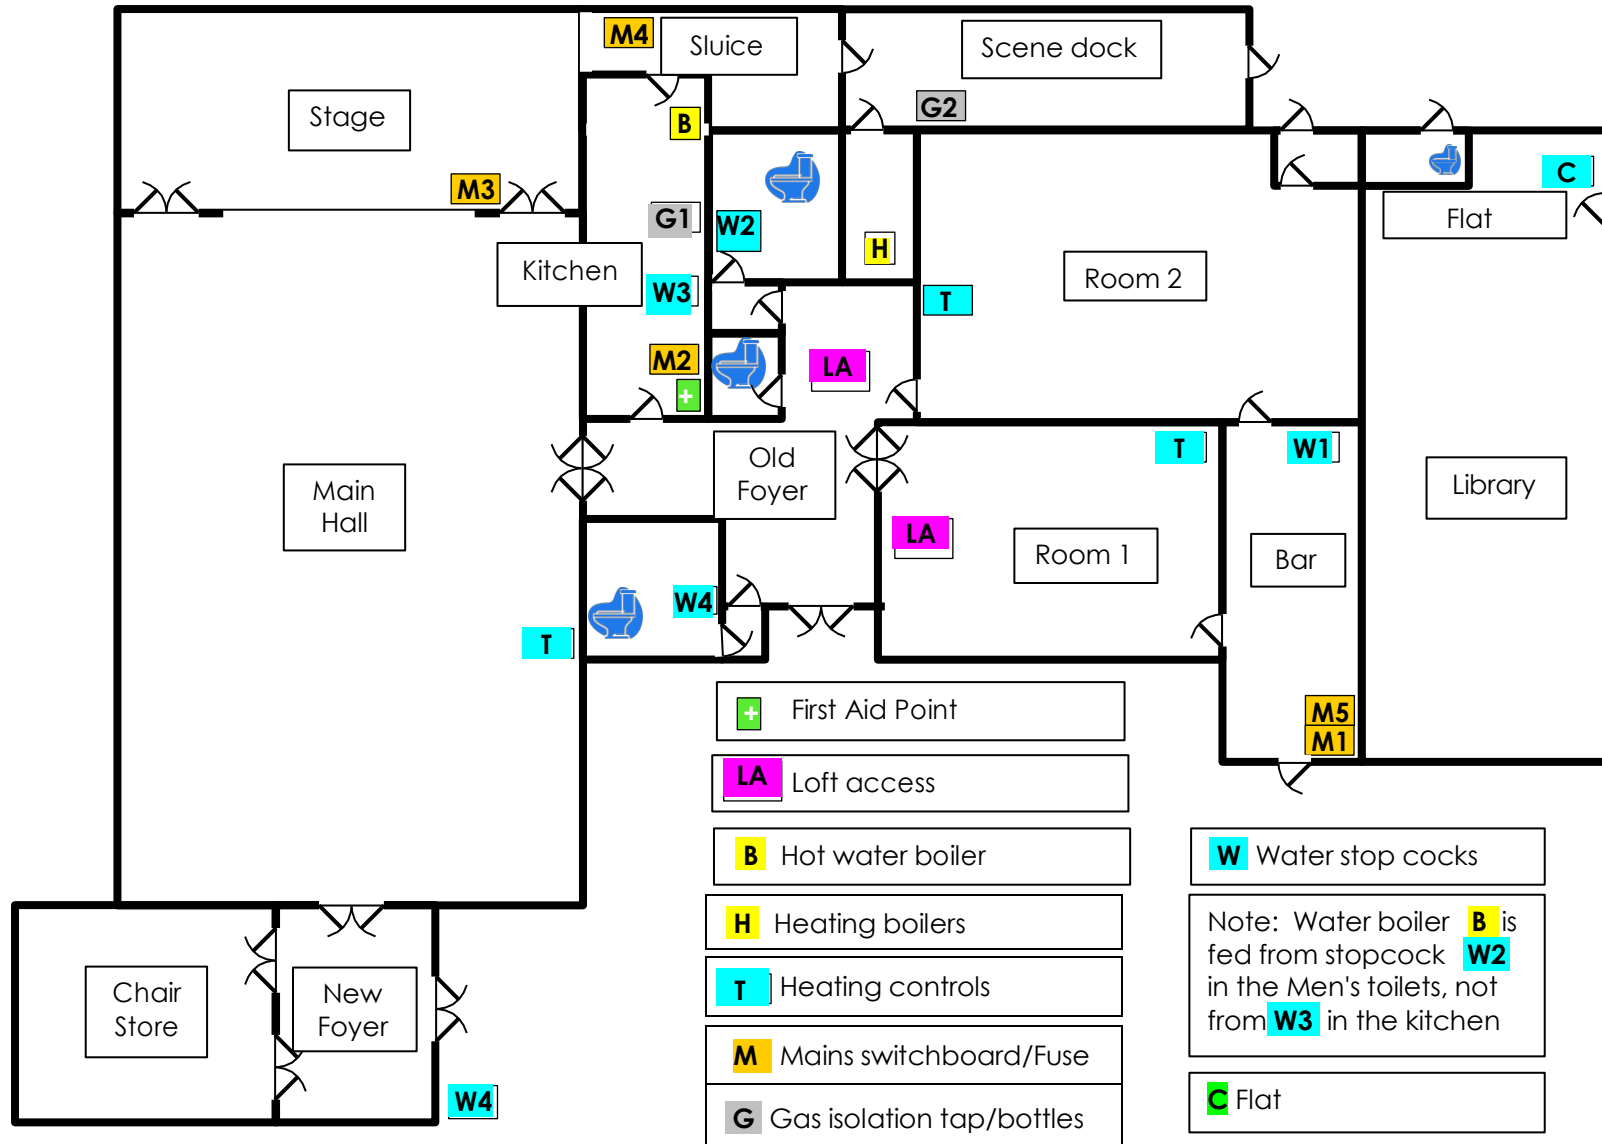 M4
Sluice
Scene dock
Stage
B
G2
M3
G1
W2
H
C
Flat
Kitchen
W3
T
Room 2
M2
LA
+
Old
Foyer
T
W1
Main
Hall
LA
Room 1
Bar
Library
W4
T
M5
M1
+ First Aid Point
LA Loft access
B Hot water boiler
H Heating boilers
T Heating controls
M Mains switchboard/Fuse
G Gas isolation tap/bottles
W Water stop cocks
Note: Water boiler B is
fed from stopcock W2
in the Men's toilets, not
from W3 in the kitchen
C Flat
Chair
Store
New
Foyer
W4